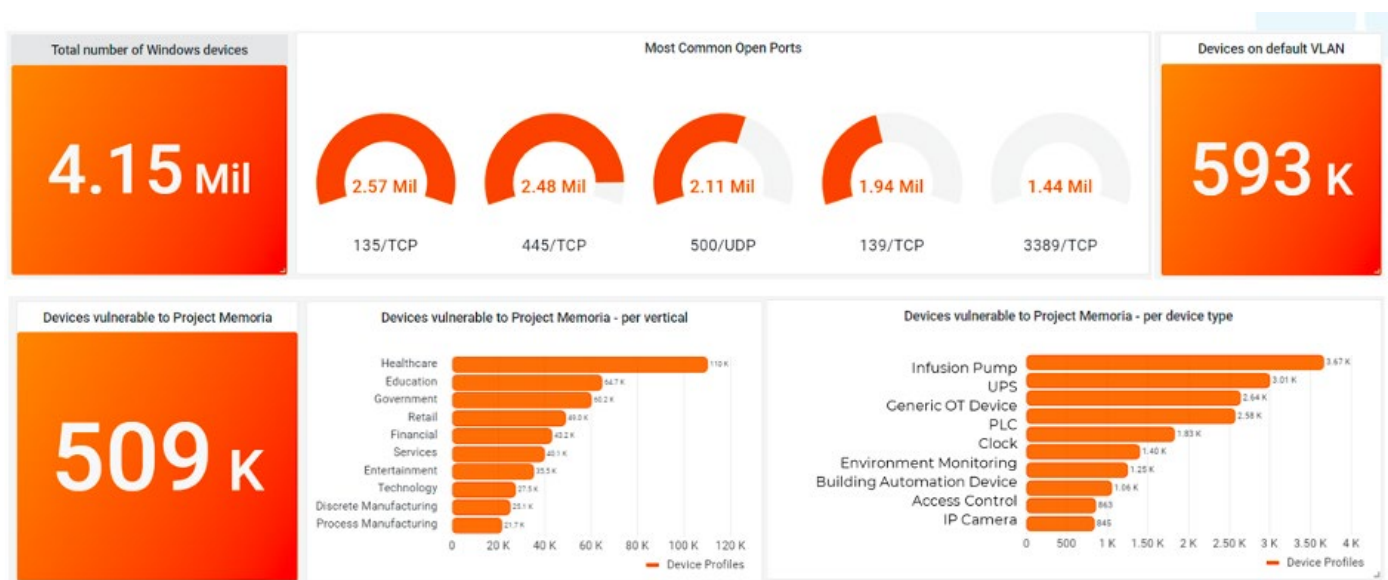 Total number of Windows devices
4.15 Mil
Most Common Open Ports
2.57 Mil
2.48 Mil
2.11 Mil
1.94 Mil
1.44 Mil
135/TCP
445/TCP
500/UDP
139/TCP
3389/TCP
Devices on default VLAN
593 K
Devices vulnerable to Project Memoria
509 K
Devices vulnerable to Project Memoria - per vertical
Healthcare 110 K
Education 64.7 K
Government 60.2 K
Retail 49.0 K
Financial 43.2 K
Services 40.1 K
Entertainment 35.5 K
Technology 27.5 K
Discrete Manufacturing 25.1 K
Process Manufacturing 21.7 K
0 20 K 40 K 60 K 80 K 100 K 120 K
Device Profiles
Devices vulnerable to Project Memoria - per device type
Infusion Pump
UPS
Generic OT Device
PLC
Clock
Environment Monitoring
Building Automation Device
Access Control
IP Camera
3.67 K
3.01 K
2.64 K
2.58 K
1.83 K
1.40 K
1.25 K
1.06 K
863
845
0 500 1 K 1.50 K 2 K 2.50 K 3 K 3.50 K 4 K
Device Profiles